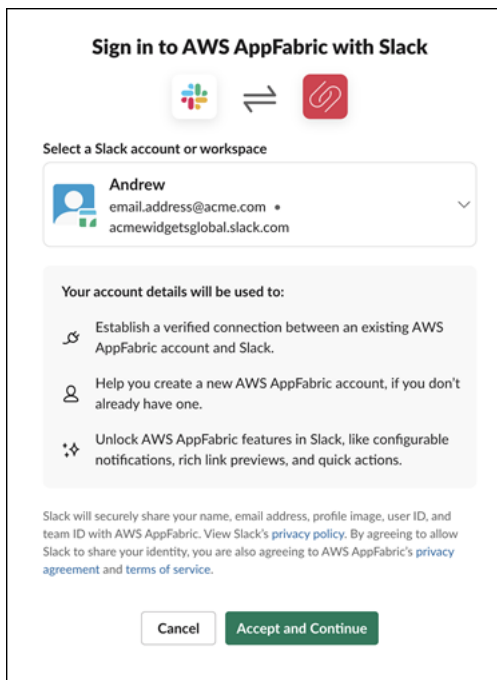 Sign in to AWS AppFabric with Slack
Select a Slack account or workspace
Andrew
email.address@acme.com •
acmewidgetsglobal.slack.com
Your account details will be used to:
Establish a verified connection between an existing AWS
AppFabric account and Slack.
Help you create a new AWS AppFabric account, if you don't
already have one.
Unlock AWS AppFabric features in Slack, like configurable
notifications, rich link previews, and quick actions.
Slack will securely share your name, email address, profile image, user ID, and
team ID with AWS AppFabric. View Slack's privacy policy. By agreeing to allow
Slack to share your identity, you are also agreeing to AWS AppFabric's privacy
agreement and terms of service.
Cancel
Accept and Continue